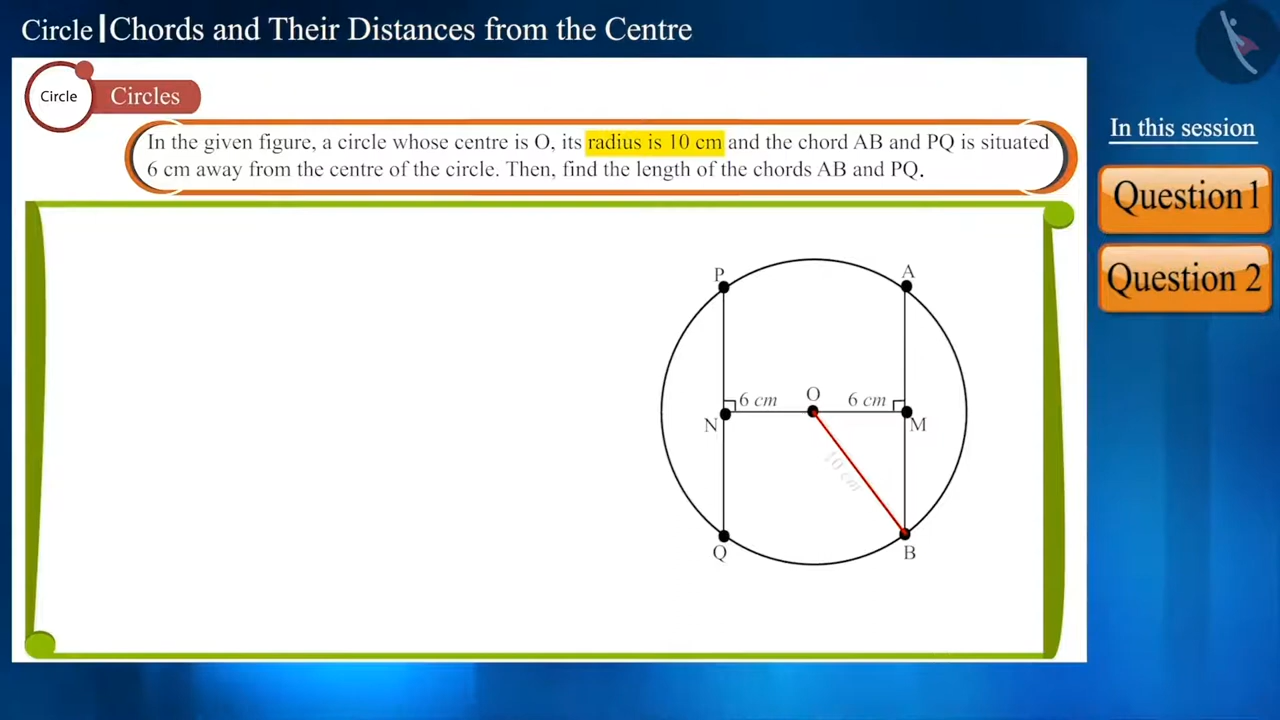 Circle|Chords and Their Distances from the Centre
Circle
Circles
In the given figure, a circle whose centre is O, its radius is 10 cm and the chord AB and PQ is situated
6 cm away from the centre of the circle. Then, find the length of the chords AB and PQ.
In this session
Question 1
Question 2
P
A
6 cm
O
6 cm
N
M
10 cm
Q
B